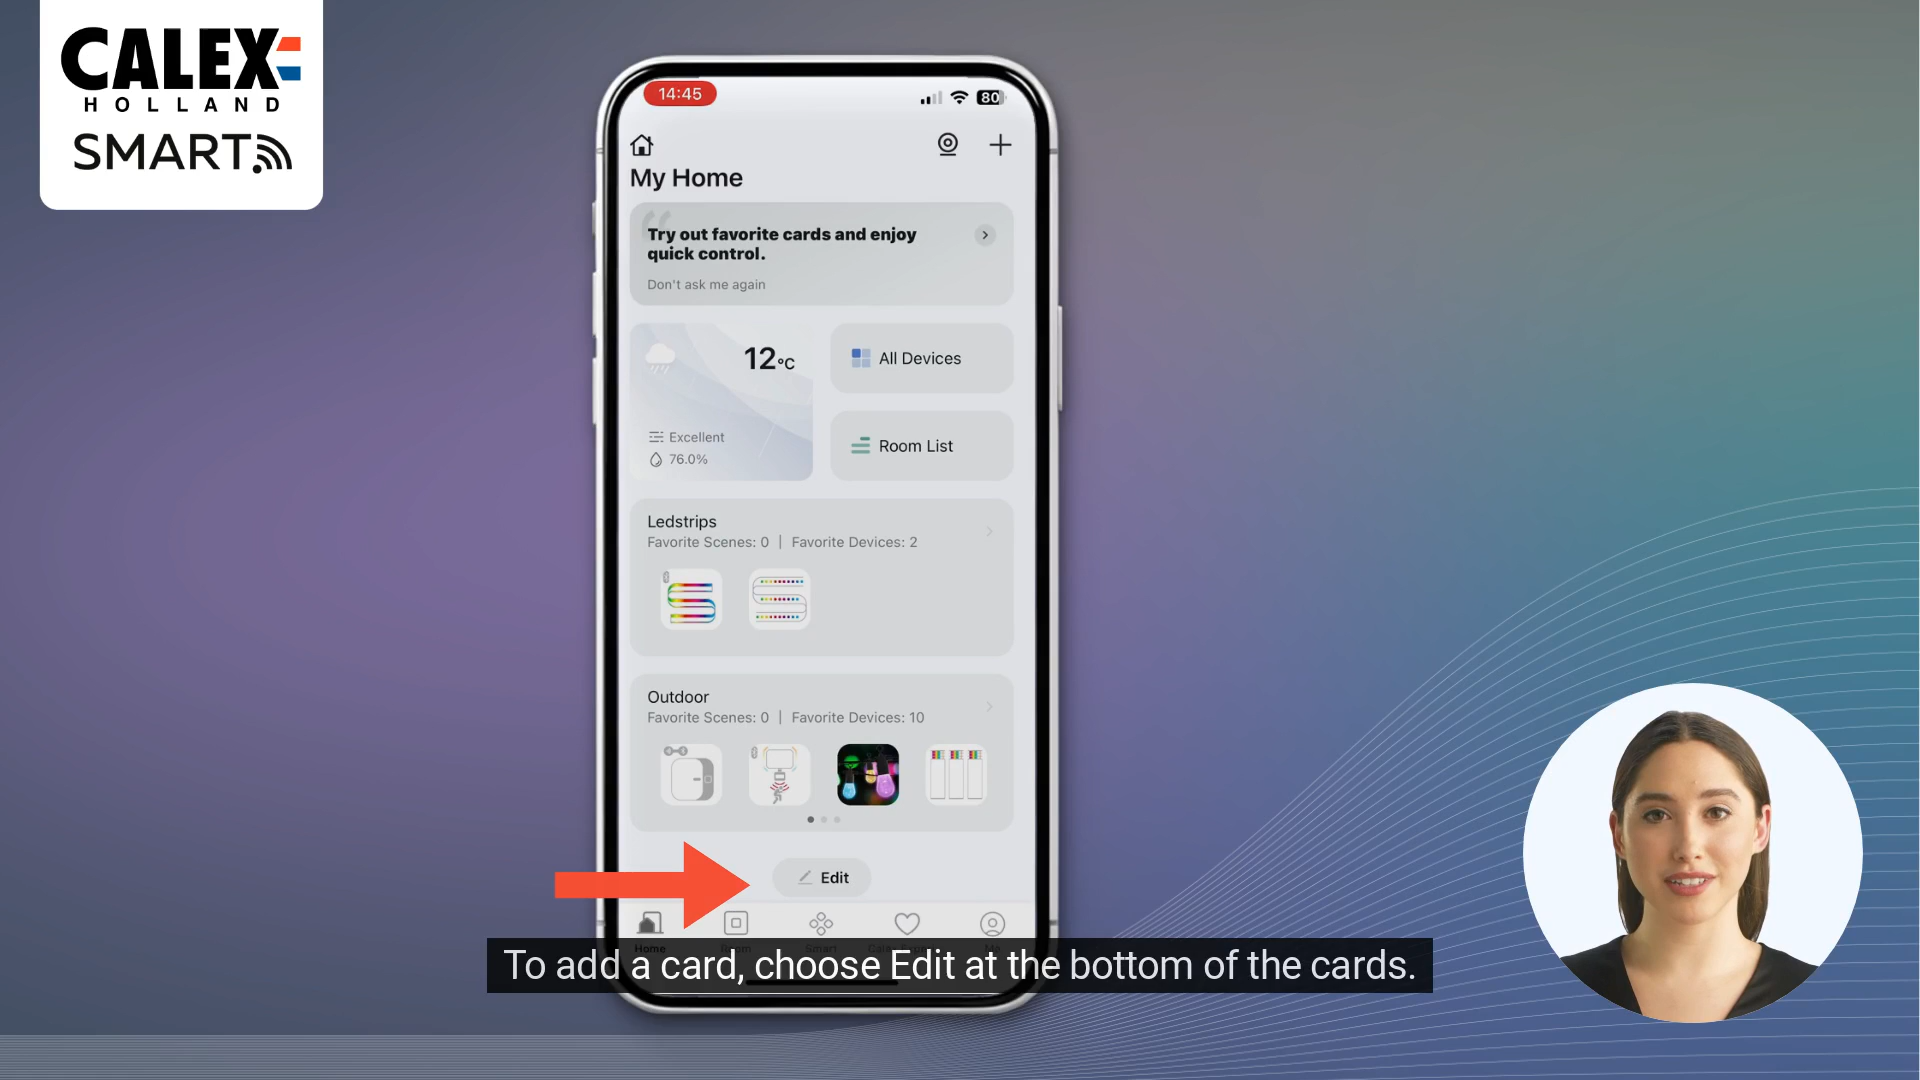 CALEX
HOLLAND
SMART
14:45
80
My Home
Try out favorite cards and enjoy
quick control.
Don't ask me again
12°C
Excellent
76.0%
All Devices
Room List
Ledstrips
Favorite Scenes: 0 | Favorite Devices: 2
Outdoor
Favorite Scenes: 0 | Favorite Devices: 10
Edit
Home
To add a card, choose Edit at the bottom of the cards.